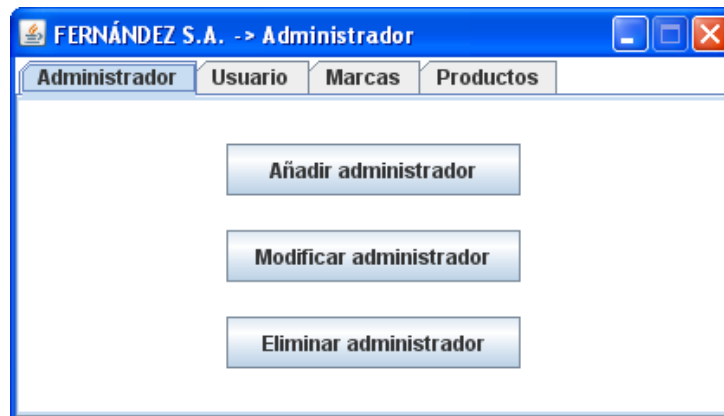 FERNÁNDEZ S.A. -> Administrador
Administrador Usuario Marcas Productos
Añadir administrador
Modificar administrador
Eliminar administrador